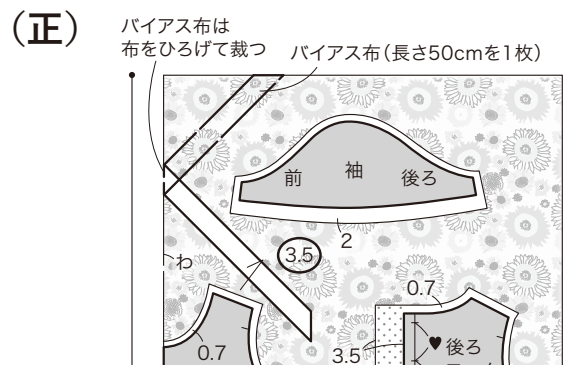 (正)
バイアス布は
布をひろげて裁つ
バイアス布(長さ50cmを1枚)
前
袖
後ろ
2
3.5
わ
0.7
0.7
3.5
♥後ろ